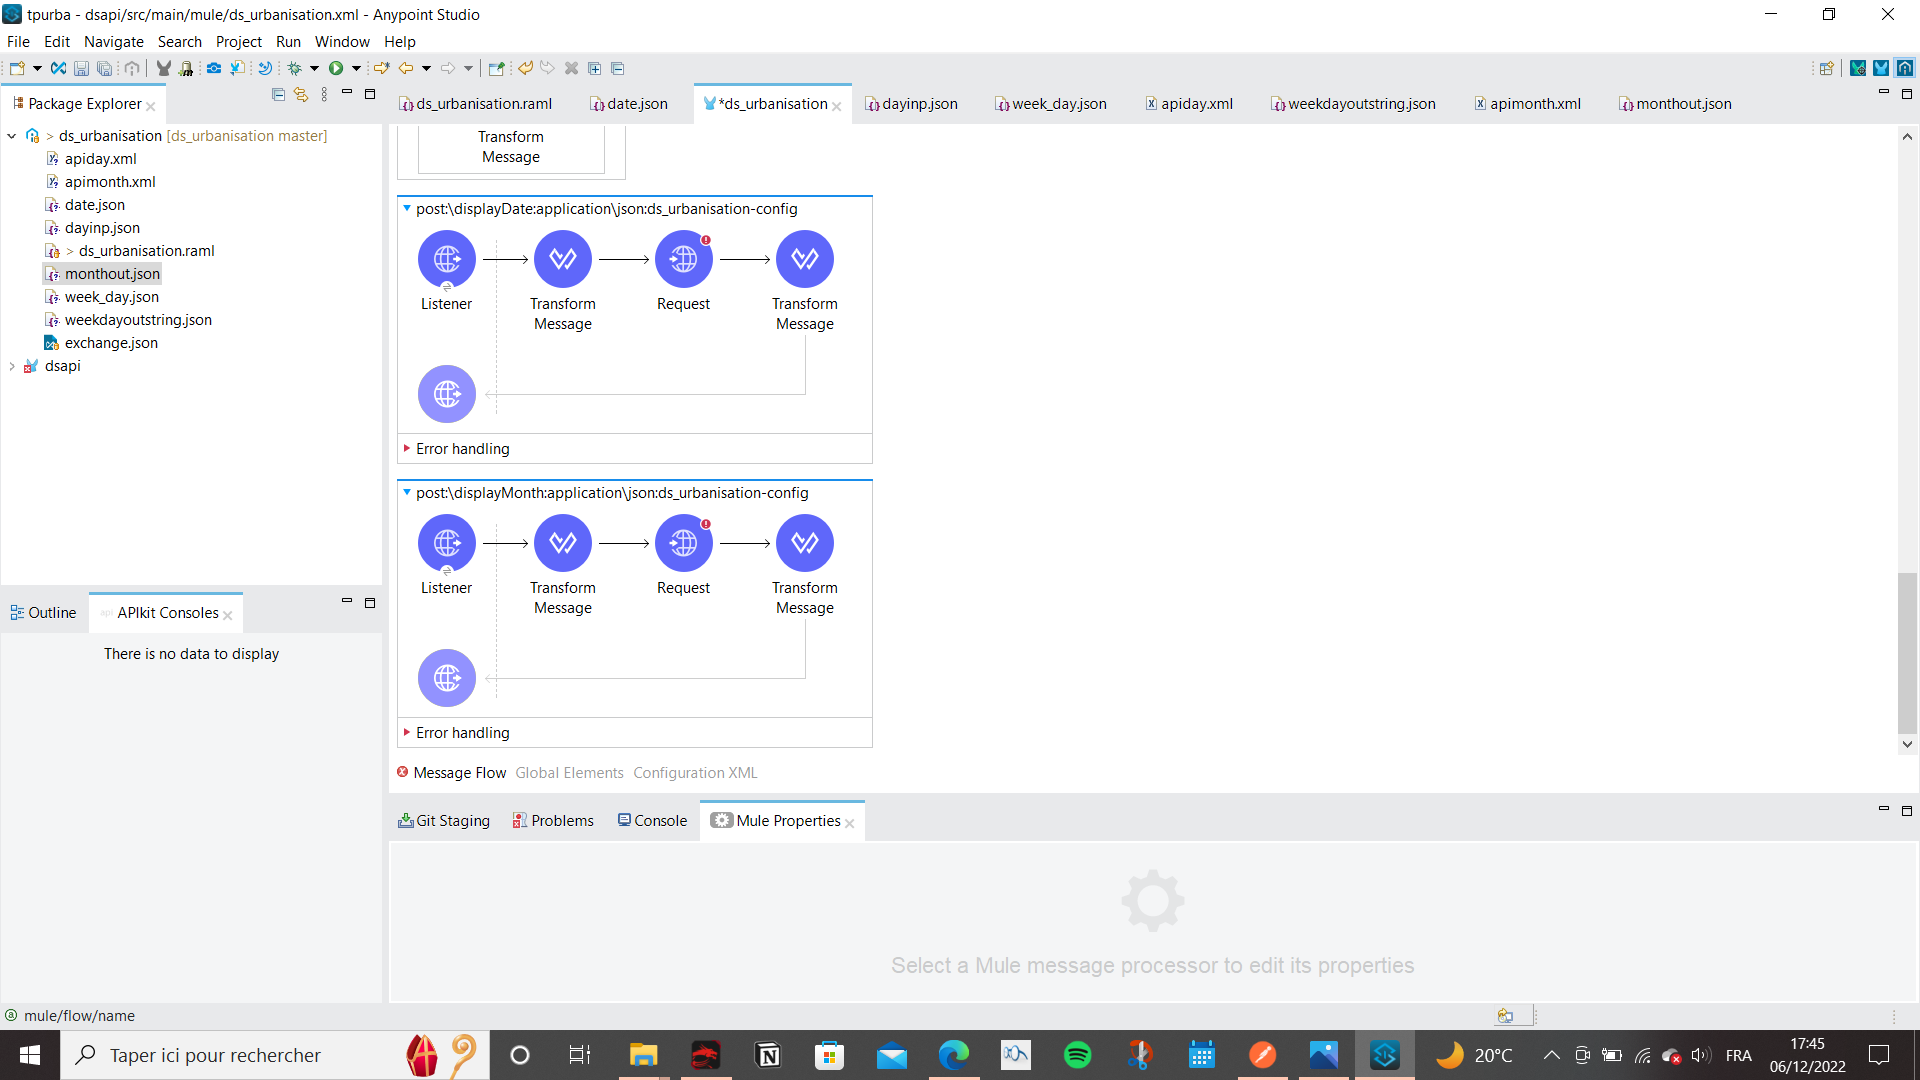 tpurba - dsapi/src/main/mule/ds_urbanisation.xml - Anypoint Studio
File Edit Navigate Search Project Run Window Help
Package Explorer
ds_urbanisation.raml date.json *ds_urbanisation dayinp.json week_day.json apiday.xml weekdayoutstring.json apimonth.xml monthout.json
> ds_urbanisation [ds_urbanisation master]
apiday.xml
apimonth.xml
date.json
dayinp.json
> ds_urbanisation.raml
monthout.json
week_day.json
weekdayoutstring.json
exchange.json
dsapi
Transform
Message
post:\displayDate:application\json:ds_urbanisation-config
Listener Transform Request Transform
Message Message
Error handling
post:\displayMonth:application\json:ds_urbanisation-config
Listener Transform Request Transform
Message Message
Error handling
Message Flow Global Elements Configuration XML
Outline APIkit Consoles
There is no data to display
Git Staging Problems Console Mule Properties
Select a Mule message processor to edit its properties
mule/flow/name
Taper ici pour rechercher
20°C FRA 17:45
06/12/2022